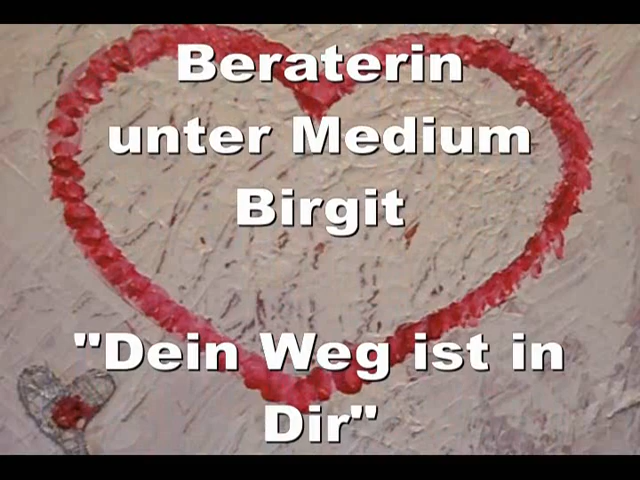 Beraterin
unter Medium
Birgit
"Dein Weg ist in
Dir"